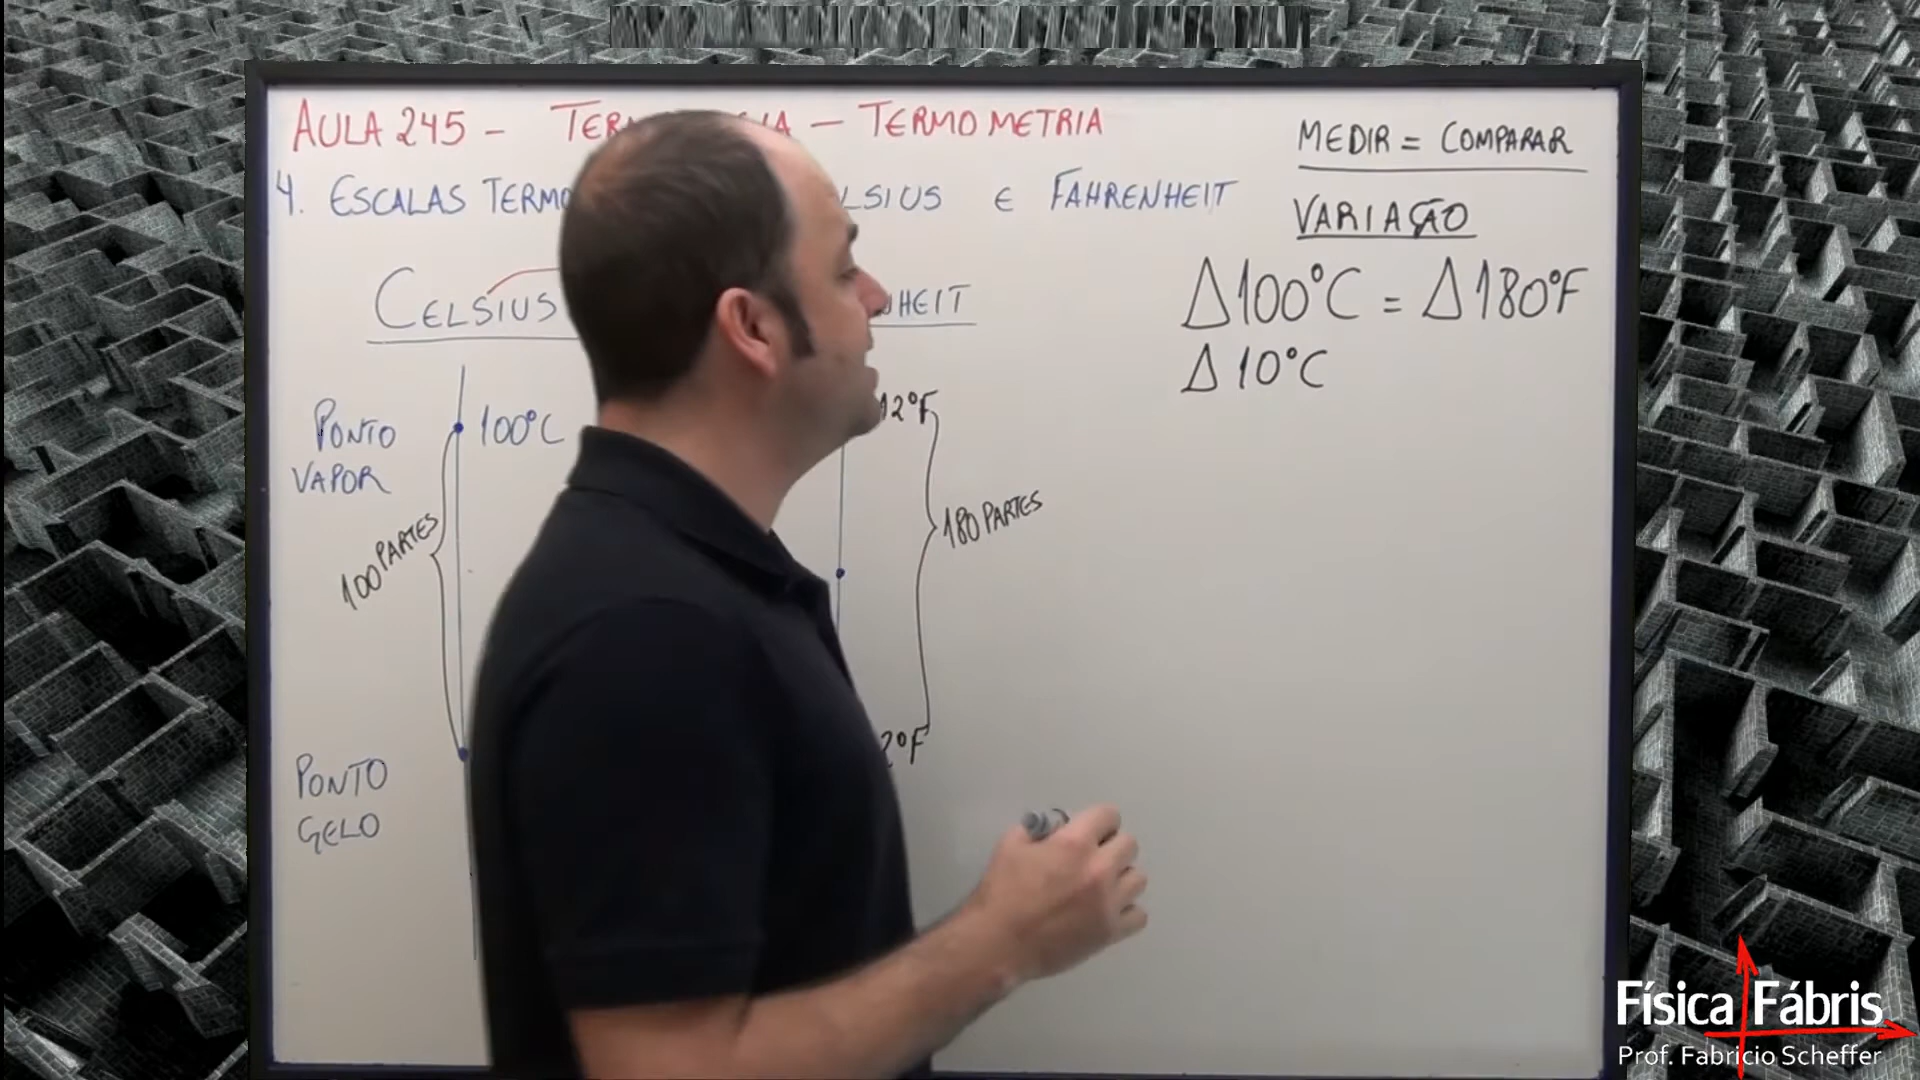 AULA 245 - - TERMOMETRIA
MEDIR = COMPARAR
4. ESCALAS E FAHRENHEIT
VARIAÇÃO
CELSIUS
Δ100°C = Δ180°F
Δ10°C
PONTO
VAPOR
100°C
100 PARTES
180 PARTES
PONTO
GELO
Física Fábris
Prof. Fabricio Scheffer